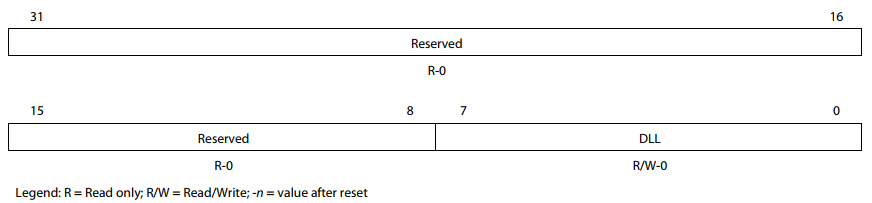 31 16
Reserved
R-0
15 8 7 0
Reserved DLL
R-0 R/W-0
Legend: R = Read only; R/W = Read/Write; -n = value after reset